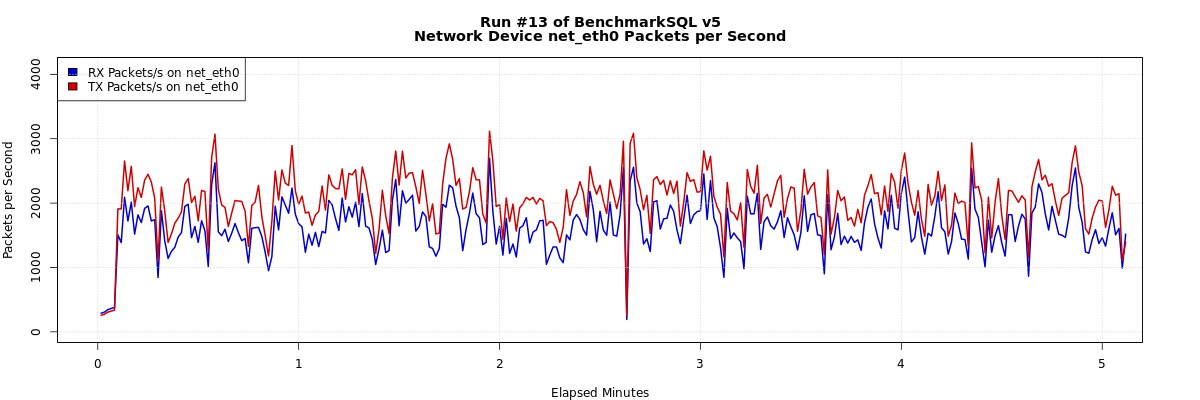 Run #13 of BenchmarkSQL v5
Network Device net_eth0 Packets per Second
RX Packets/s on net_eth0
TX Packets/s on net_eth0
Packets per Second
4000
3000
2000
1000
0
0 1 2 3 4 5
Elapsed Minutes